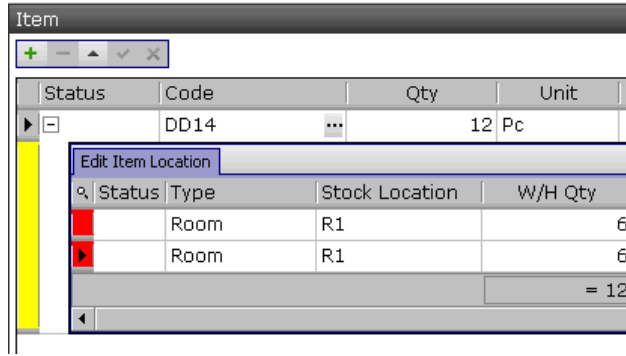 Item
Status Code Qty Unit
DD14 ... 12 Pc
Edit Item Location
Status Type Stock Location W/H Qty
Room R1 6
Room R1 6
= 12